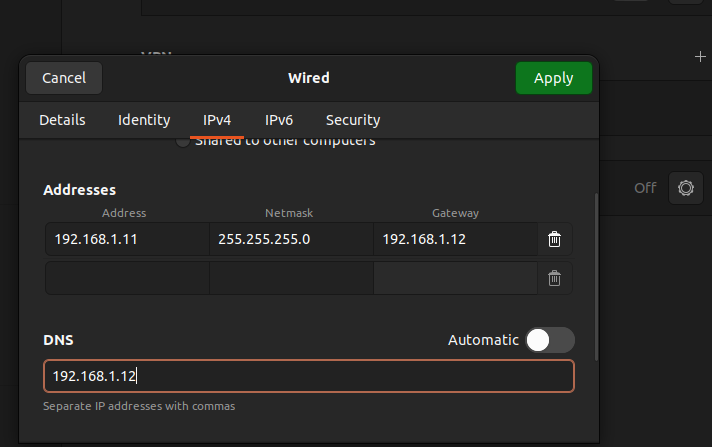 VPN
Cancel Wired Apply
Details Identity IPv4 IPv6 Security
Shared to other computers
Off
Addresses
Address Netmask Gateway
192.168.1.11 255.255.255.0 192.168.1.12
DNS Automatic
192.168.1.12
Separate IP addresses with commas